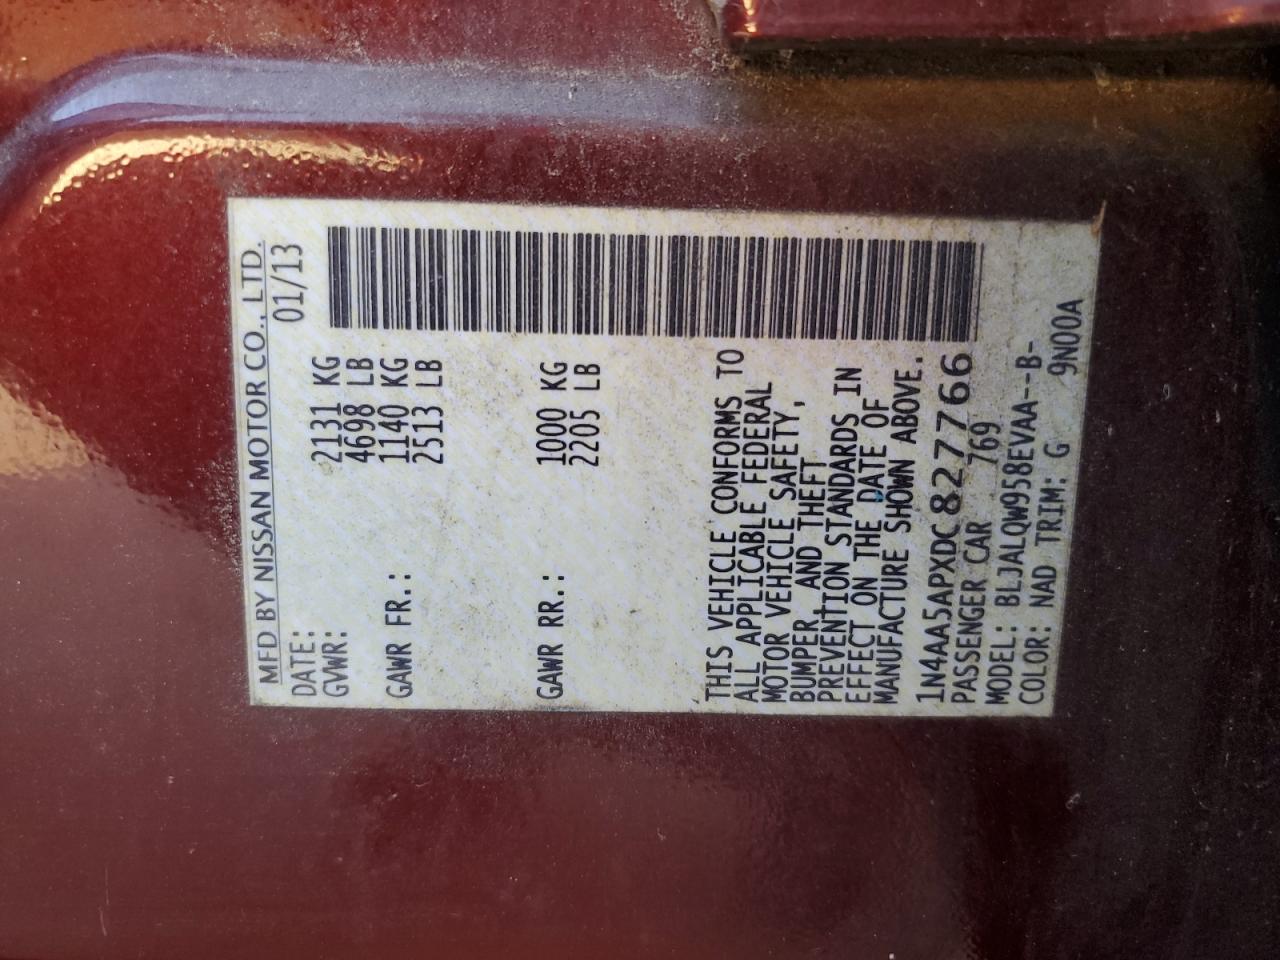 MFD BY NISSAN MOTOR CO., LTD.
DATE: 01/13
GVWR: 2131 KG
4698 LB
GAWR FR.: 1140 KG
2513 LB
GAWR RR.: 1000 KG
2205 LB
THIS VEHICLE CONFORMS TO
ALL APPLICABLE FEDERAL
MOTOR VEHICLE SAFETY,
BUMPER, AND THEFT
PREVENTION STANDARDS IN
EFFECT ON THE DATE OF
MANUFACTURE SHOWN ABOVE.
1N4AA5APXDC827766
PASSENGER CAR 769
MODEL: BLJALQW958EVAA--B-
COLOR: NAD TRIM: G 9N00A